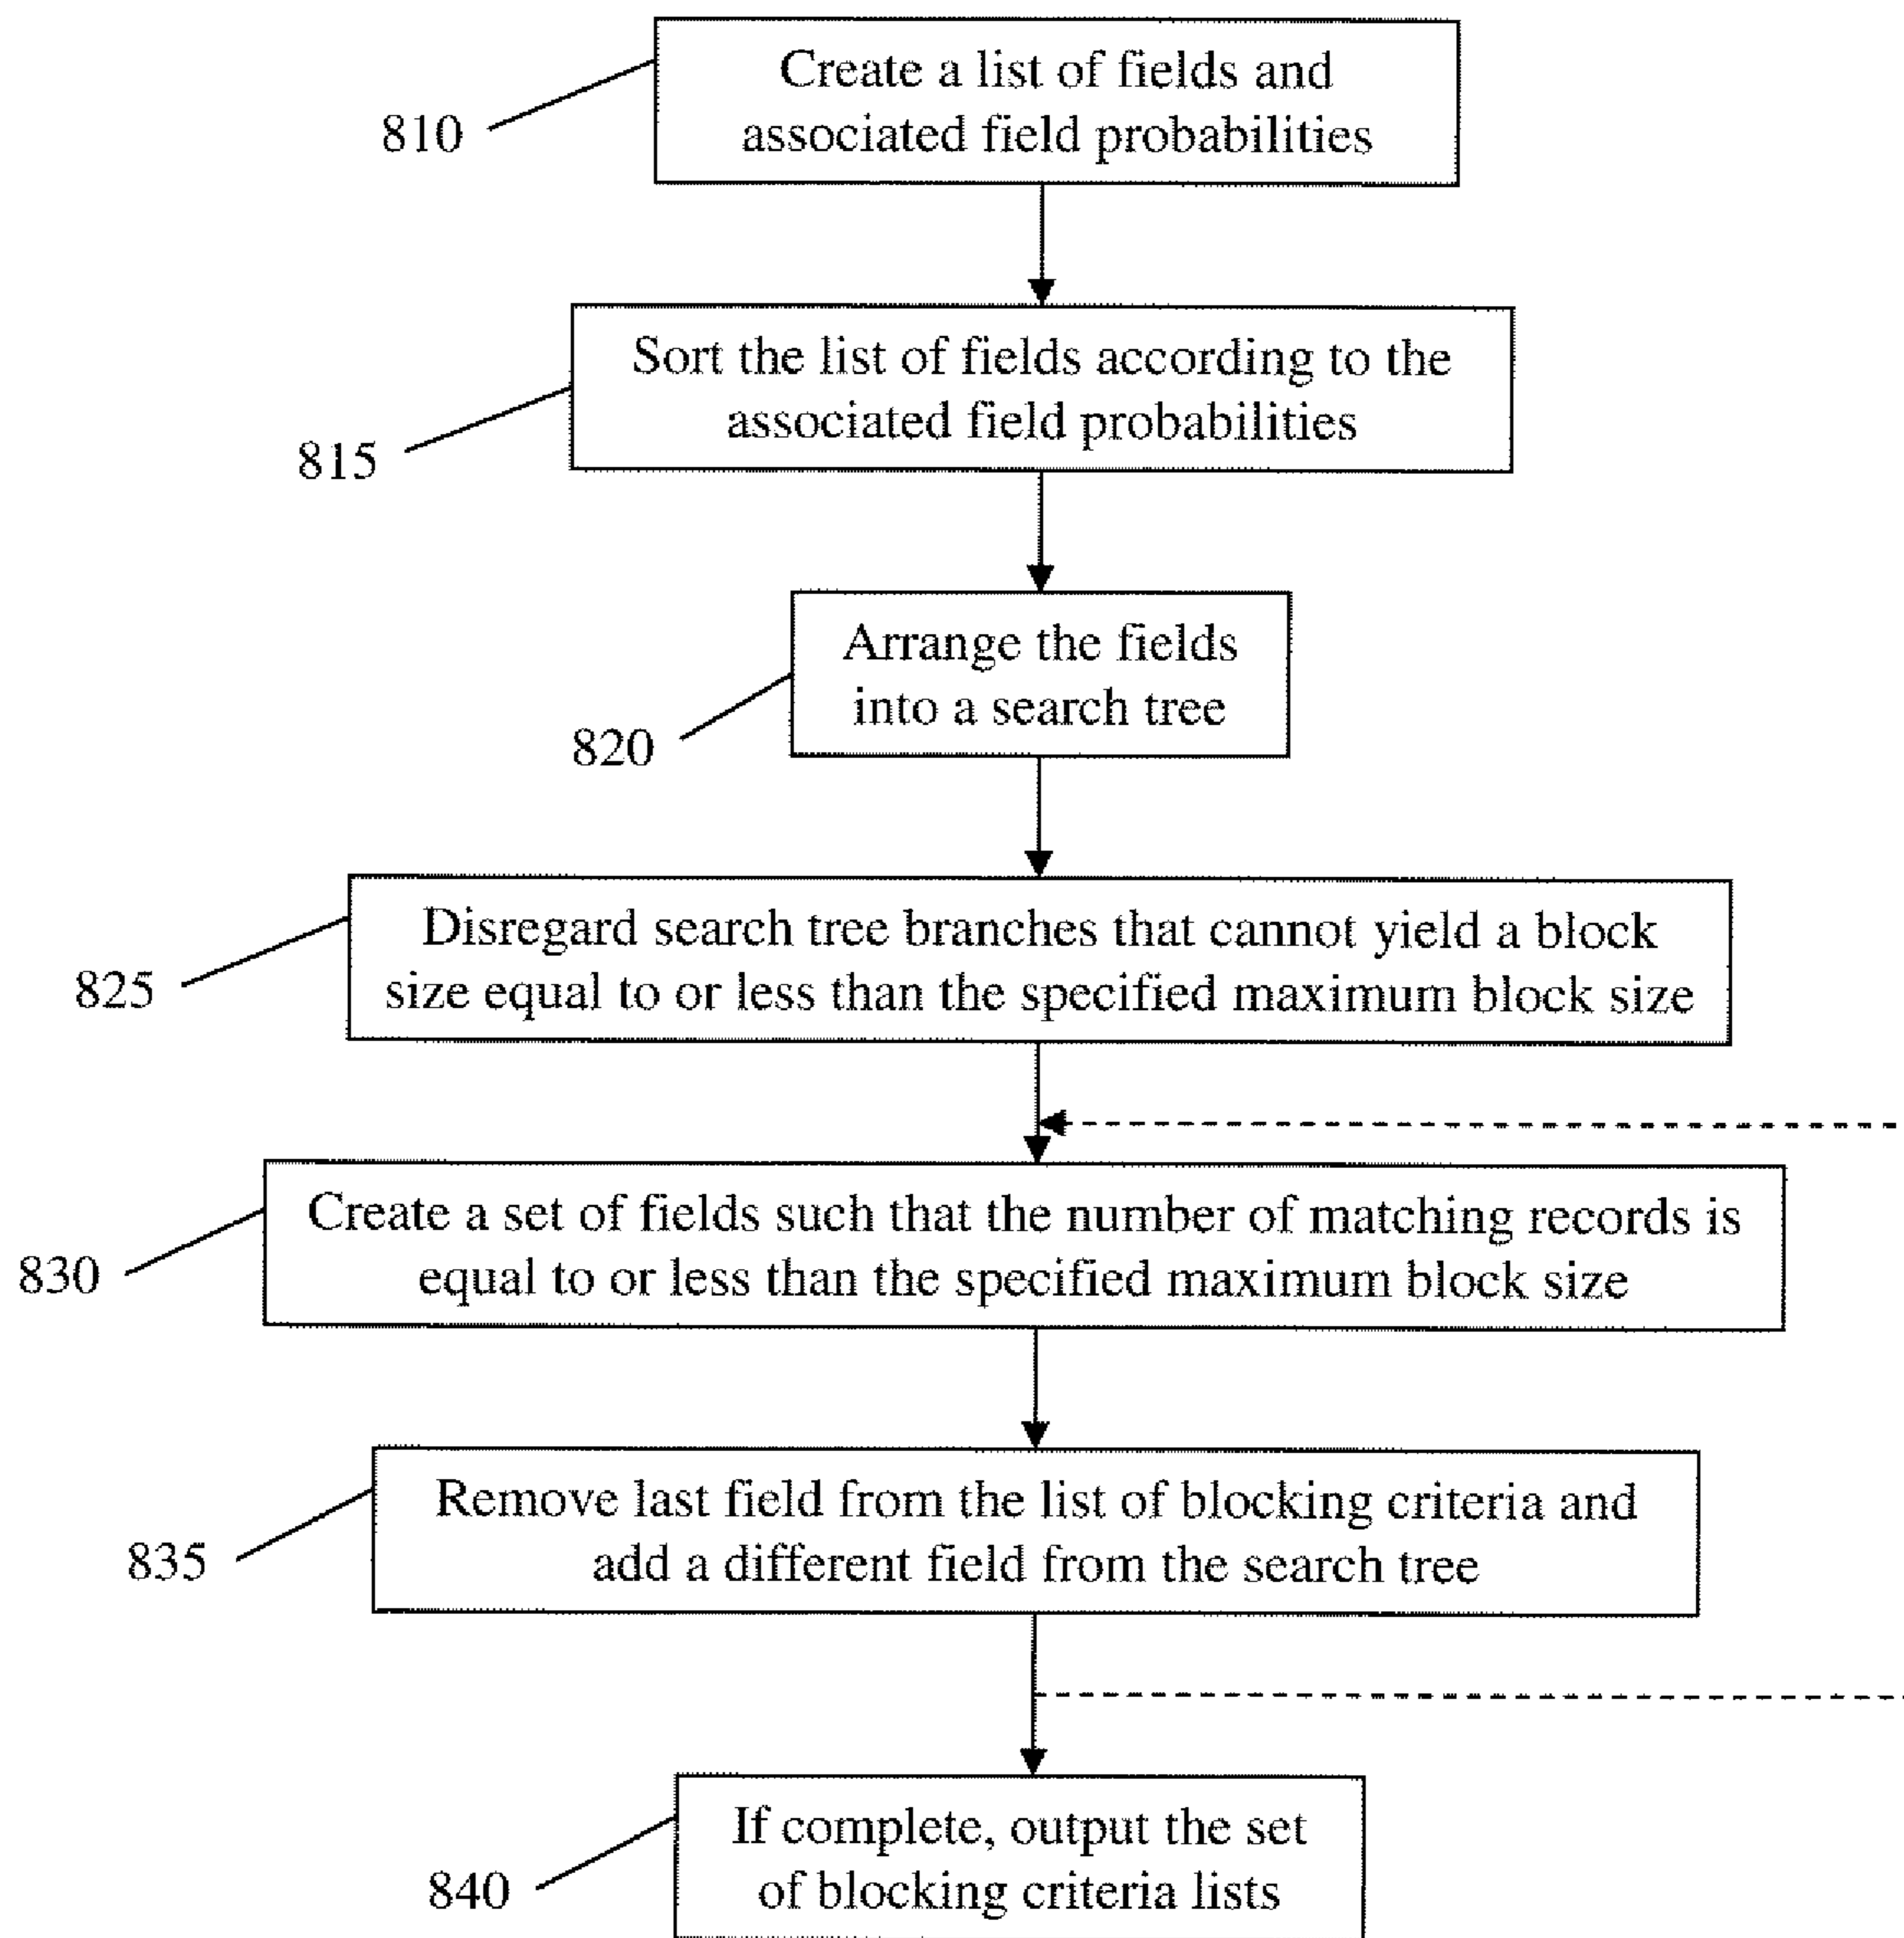 Create a list of fields and
associated field probabilities
810
Sort the list of fields according to the
associated field probabilities
815
Arrange the fields
into a search tree
820
Disregard search tree branches that cannot yield a block
size equal to or less than the specified maximum block size
825
Create a set of fields such that the number of matching records is
equal to or less than the specified maximum block size
830
Remove last field from the list of blocking criteria and
add a different field from the search tree
835
If complete, output the set
of blocking criteria lists
840